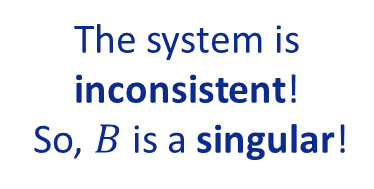 The system is
inconsistent!
So, B is a singular!